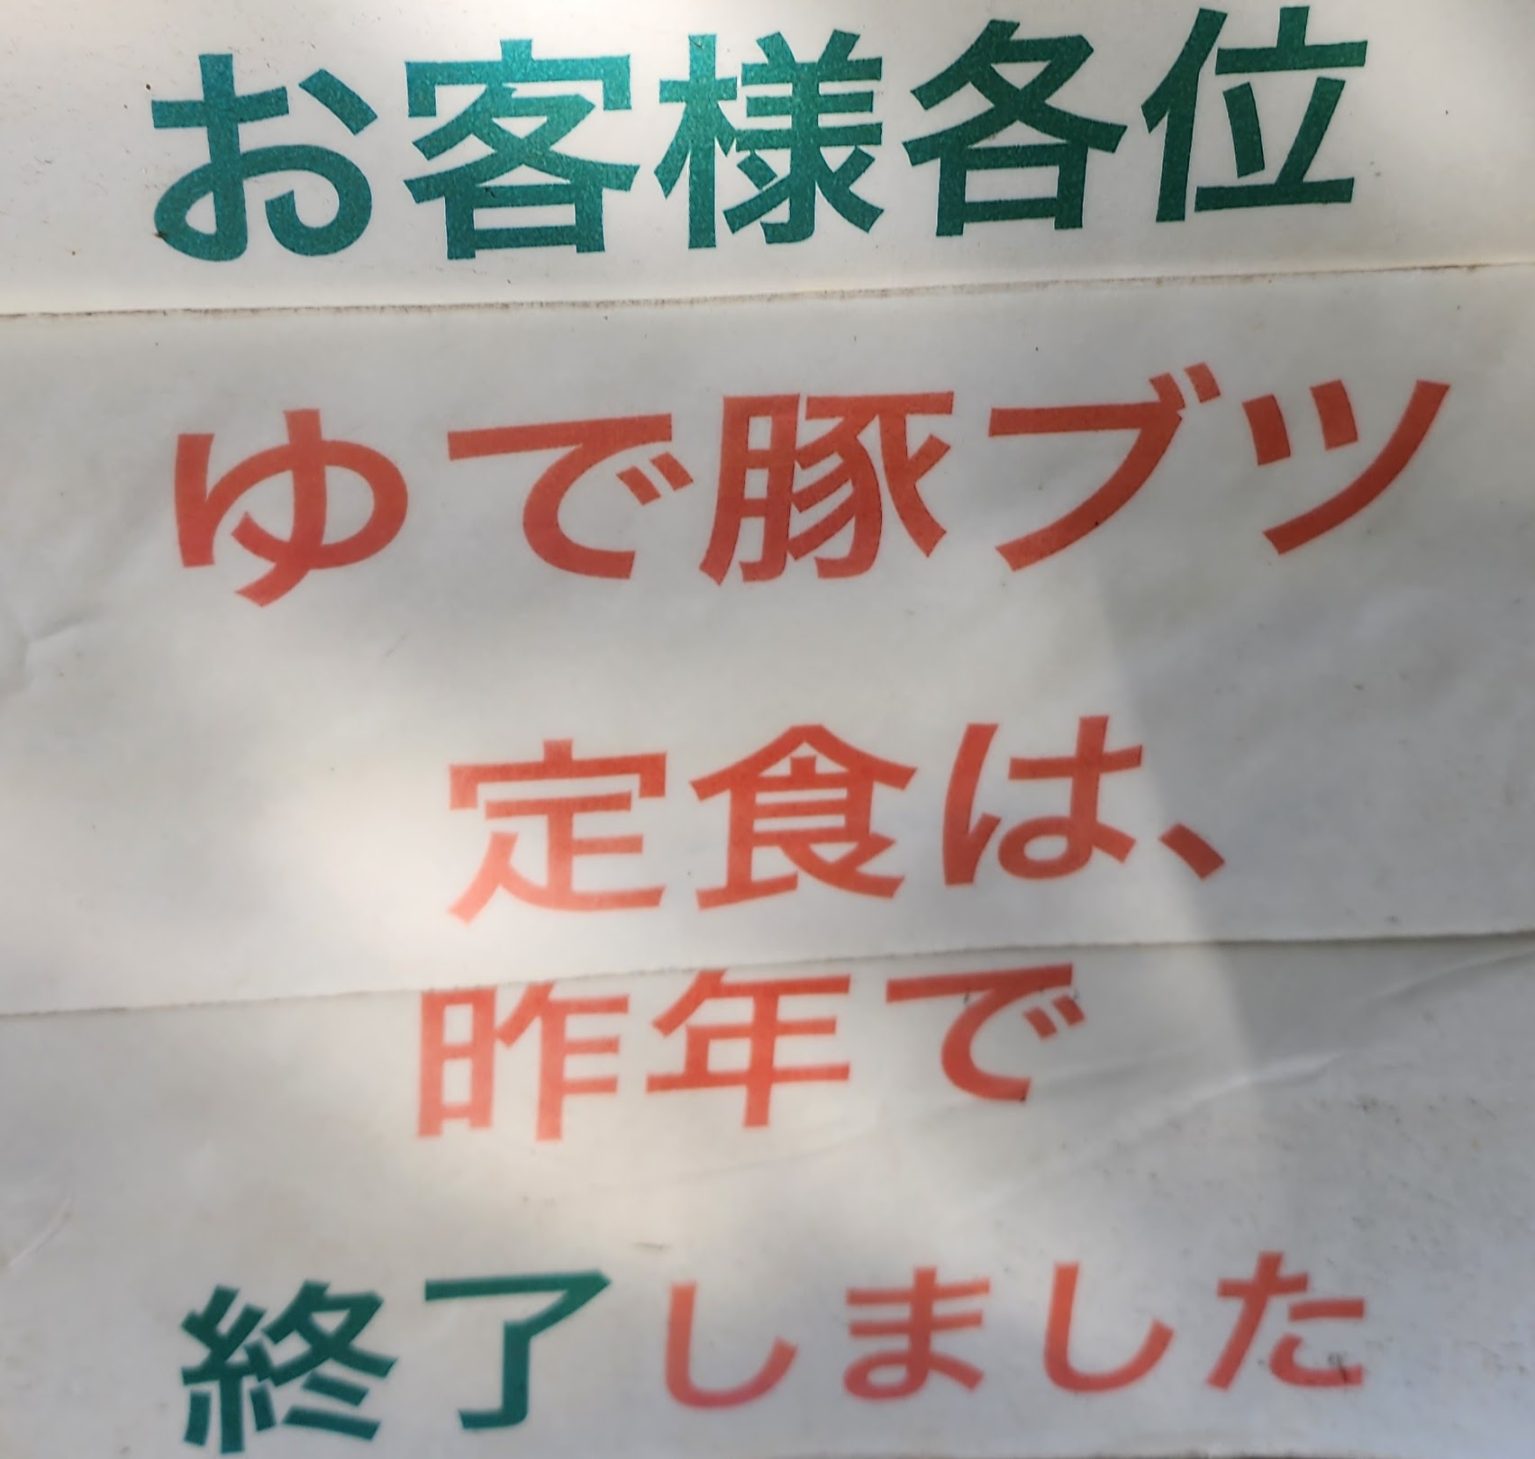 お客様各位
ゆで豚ブツ
定食は、
昨年で
終了しました